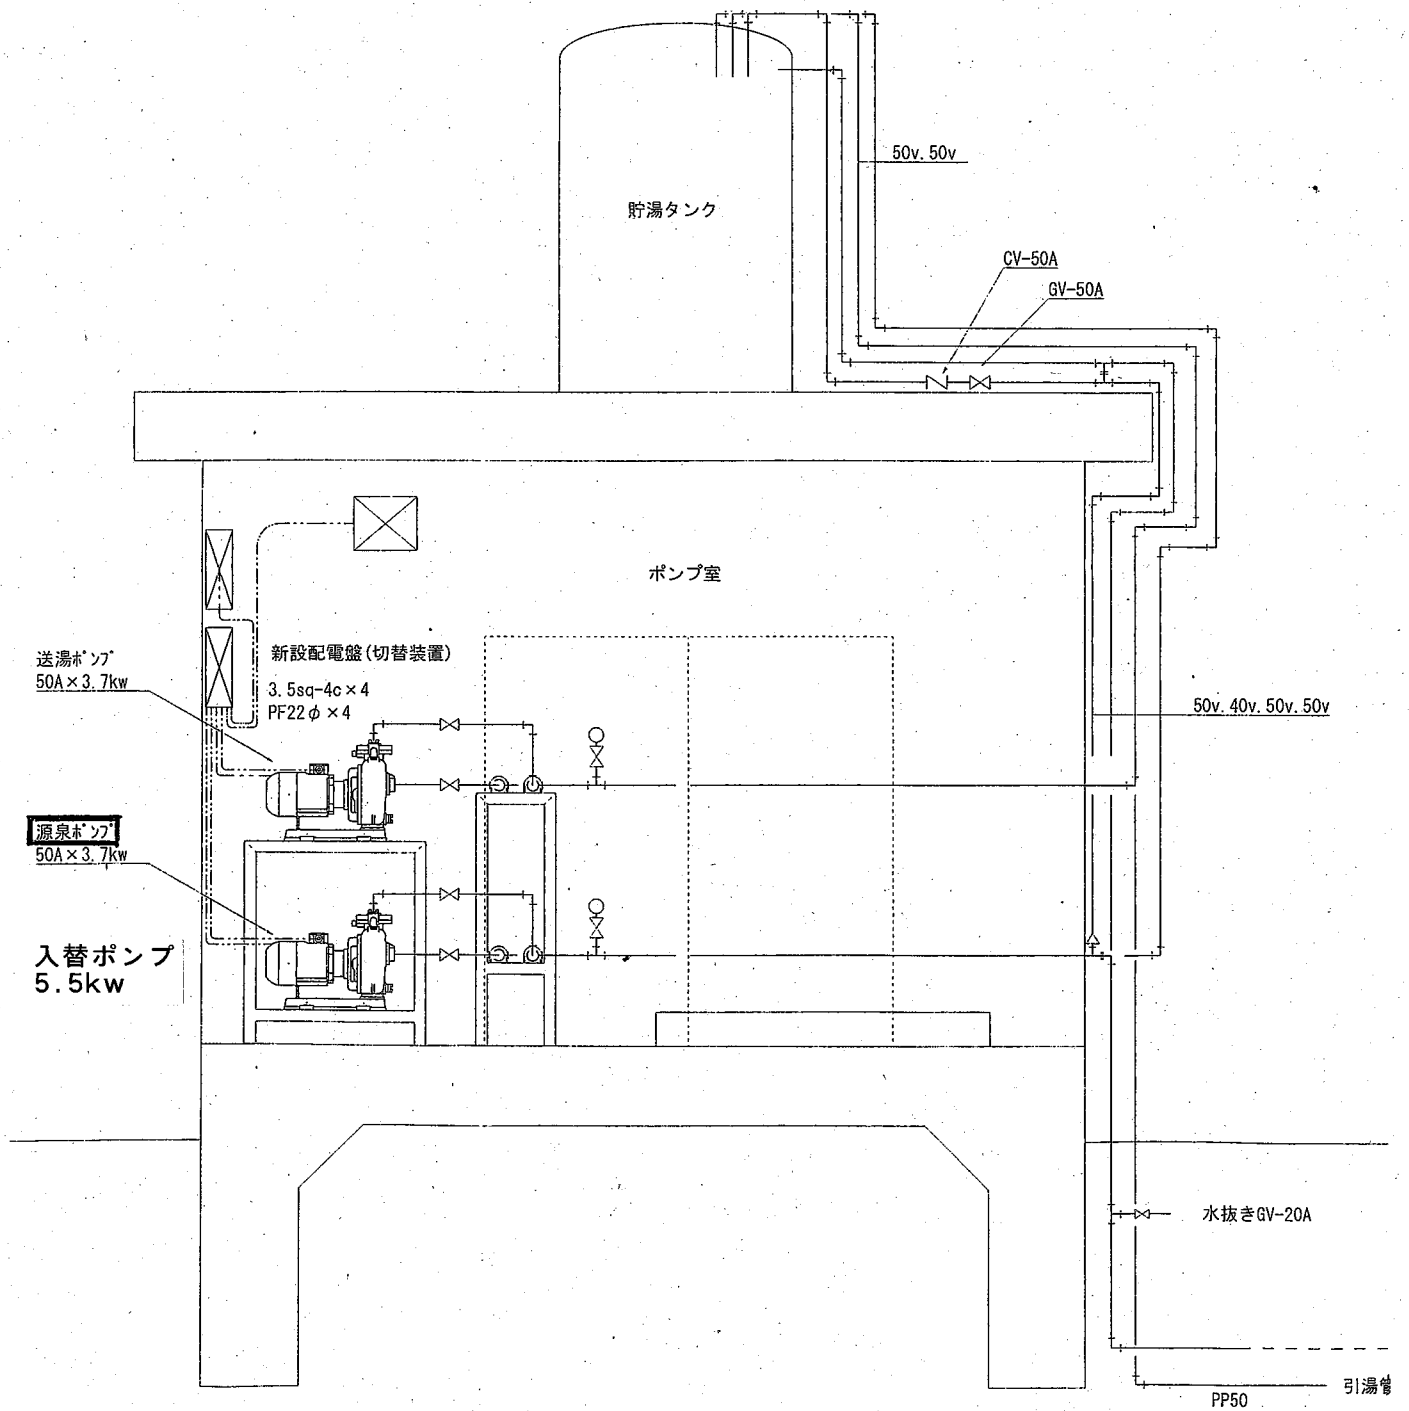 50v.50v
貯湯タンク
CV-50A
GV-50A
ポンプ室
新設配電盤(切替装置)
送湯ポンプ
50A×3.7kw
3.5sq-4c×4
PF22φ×4
50v.40v.50v.50v
源泉ポンプ
50A×3.7kw
入替ポンプ
5.5kw
水抜きGV-20A
引湯管
PP50